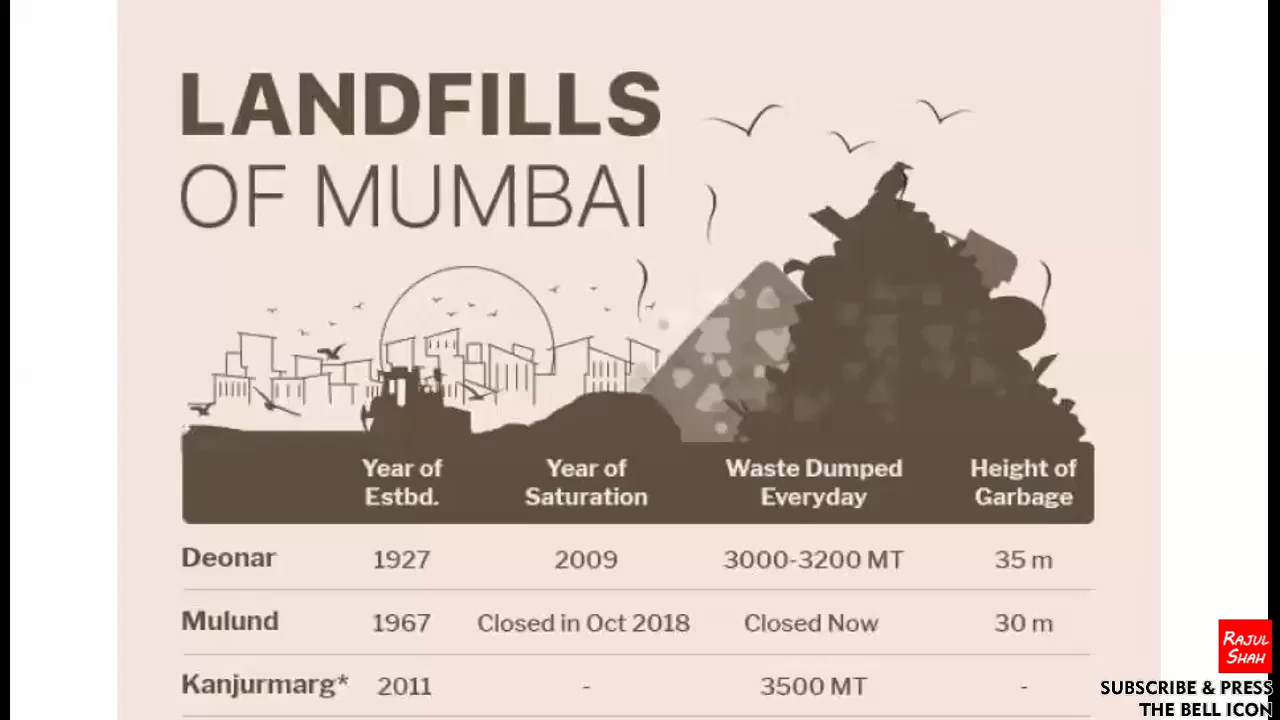 LANDFILLS
OF MUMBAI
Year of Estbd. Year of Saturation Waste Dumped Everyday Height of Garbage
Deonar 1927 2009 3000-3200 MT 35 m
Mulund 1967 Closed in Oct 2018 Closed Now 30 m
Kanjurmarg* 2011 - 3500 MT -
RAJUL
SHAH
SUBSCRIBE & PRESS
THE BELL ICON